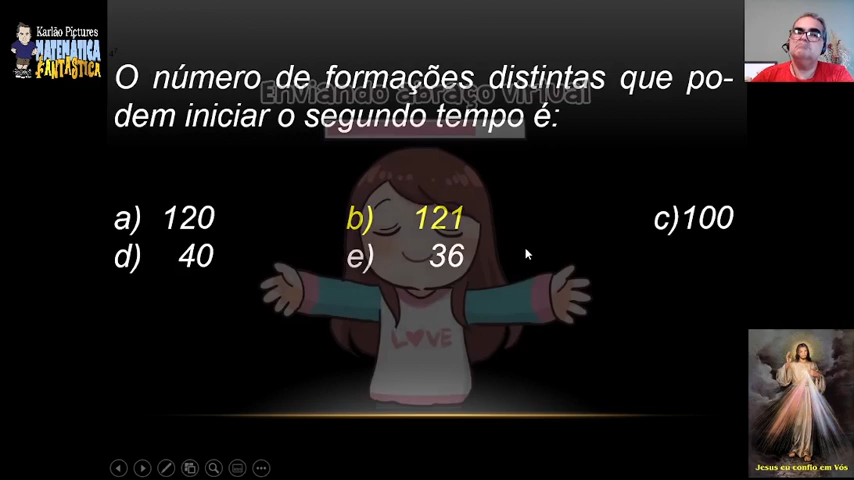 Karlão Pictures
MATEMÁTICA
FANTÁSTICA
Enviando abraço virtual
O número de formações distintas que po-
dem iniciar o segundo tempo é:
a) 120 b) 121 c)100
d) 40 e) 36
LOVE
Jesus eu confio em Vós